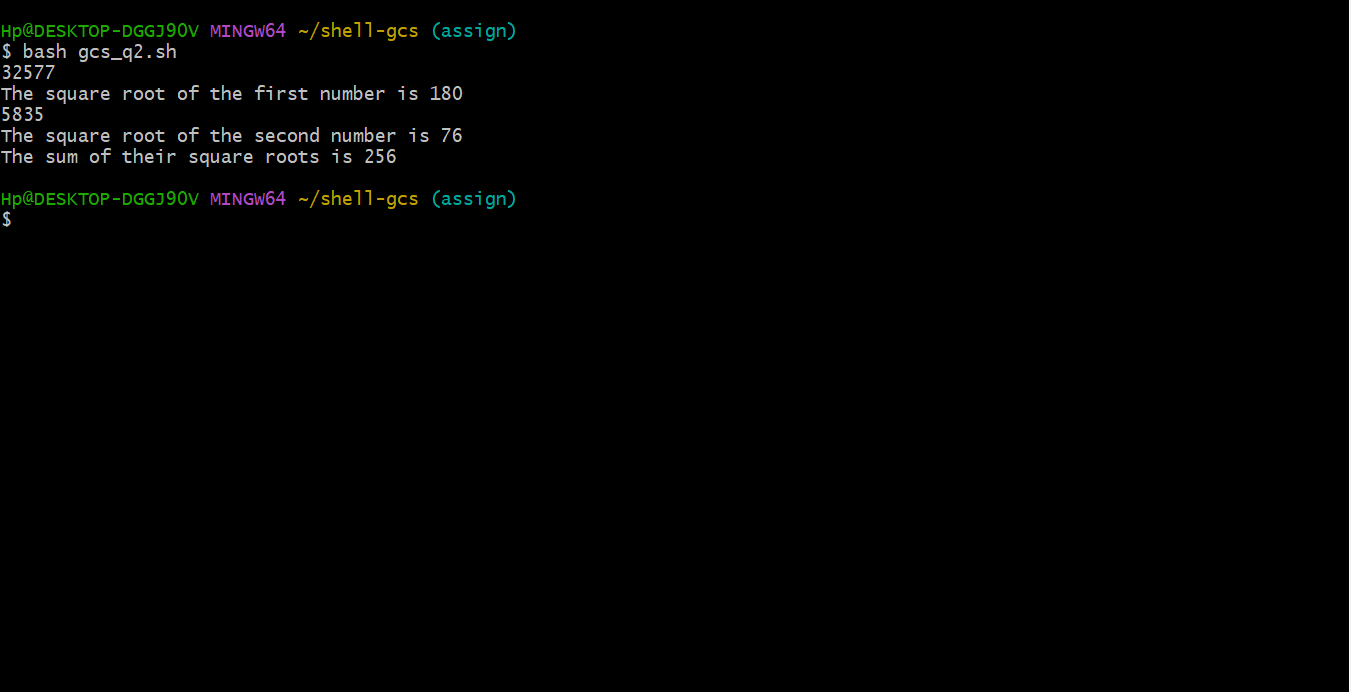 Hp@DESKTOP-DGGJ9OV MINGW64 ~/shell-gcs (assign)
$ bash gcs_q2.sh
32577
The square root of the first number is 180
5835
The square root of the second number is 76
The sum of their square roots is 256
Hp@DESKTOP-DGGJ9OV MINGW64 ~/shell-gcs (assign)
$